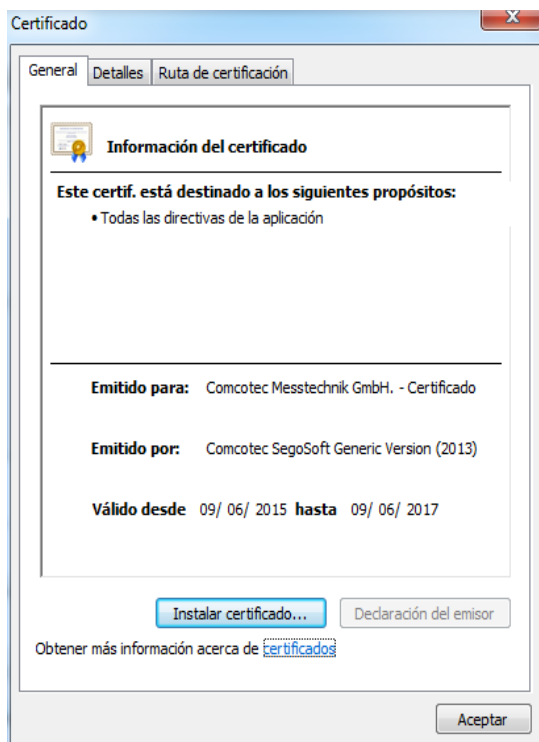 Certificado
General Detalles Ruta de certificación
Información del certificado
Este certif. está destinado a los siguientes propósitos:
• Todas las directivas de la aplicación
Emitido para: Comcotec Messtechnik GmbH. - Certificado
Emitido por: Comcotec SegoSoft Generic Version (2013)
Válido desde 09/ 06/ 2015 hasta 09/ 06/ 2017
Instalar certificado... Declaración del emisor
Obtener más información acerca de certificados
Aceptar